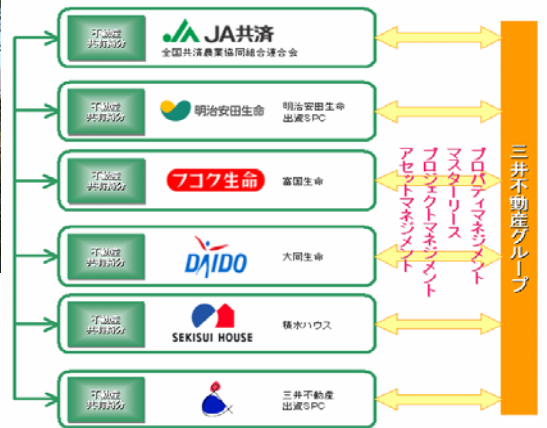 不動産
共有持分
JA共済
全国共済農業協同組合連合会
不動産
共有持分
明治安田生命
明治安田生命
出資SPC
不動産
共有持分
フコク生命
富国生命
不動産
共有持分
DAIDO
大同生命
不動産
共有持分
SEKISUI HOUSE
積水ハウス
不動産
共有持分
三井不動産
出資SPC
プロパティマネジメント
マスターリース
プロジェクトマネジメント
アセットマネジメント
三井不動産グループ